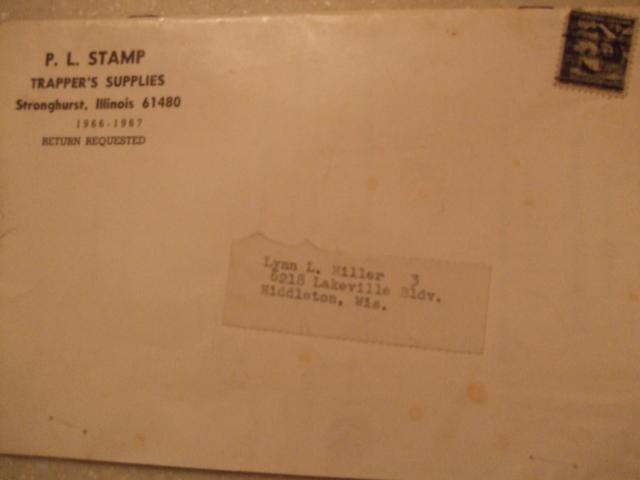 P. L. STAMP
TRAPPER'S SUPPLIES
Stronghurst, Illinois 61480
1966-1967
RETURN REQUESTED
Lynn L. Miller 3
5218 Lakeville Bldv.
Middleton, Wis.